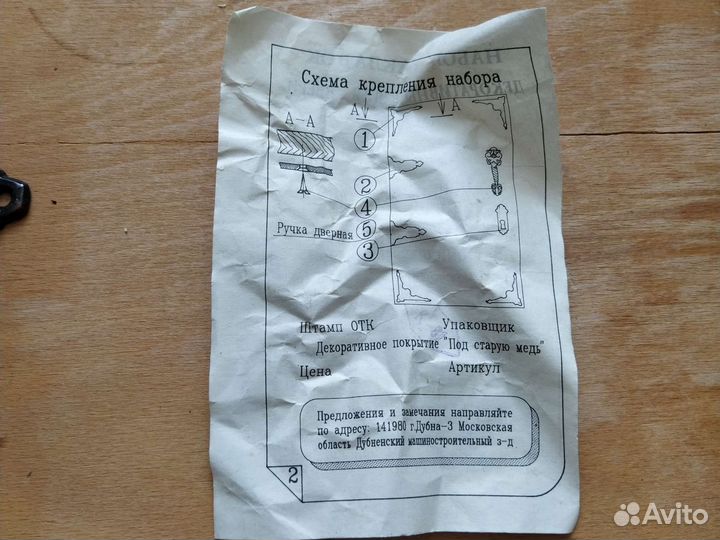 Схема крепления набора
А-А
А
А
1
2
4
Ручка дверная 5
3
Штамп ОТК Упаковщик
Декоративное покрытие "Под старую медь"
Цена Артикул
Предложения и замечания направляйте
по адресу: 141980 г.Дубна-3 Московская
область Дубненский машиностроительный з-д
2
Avito